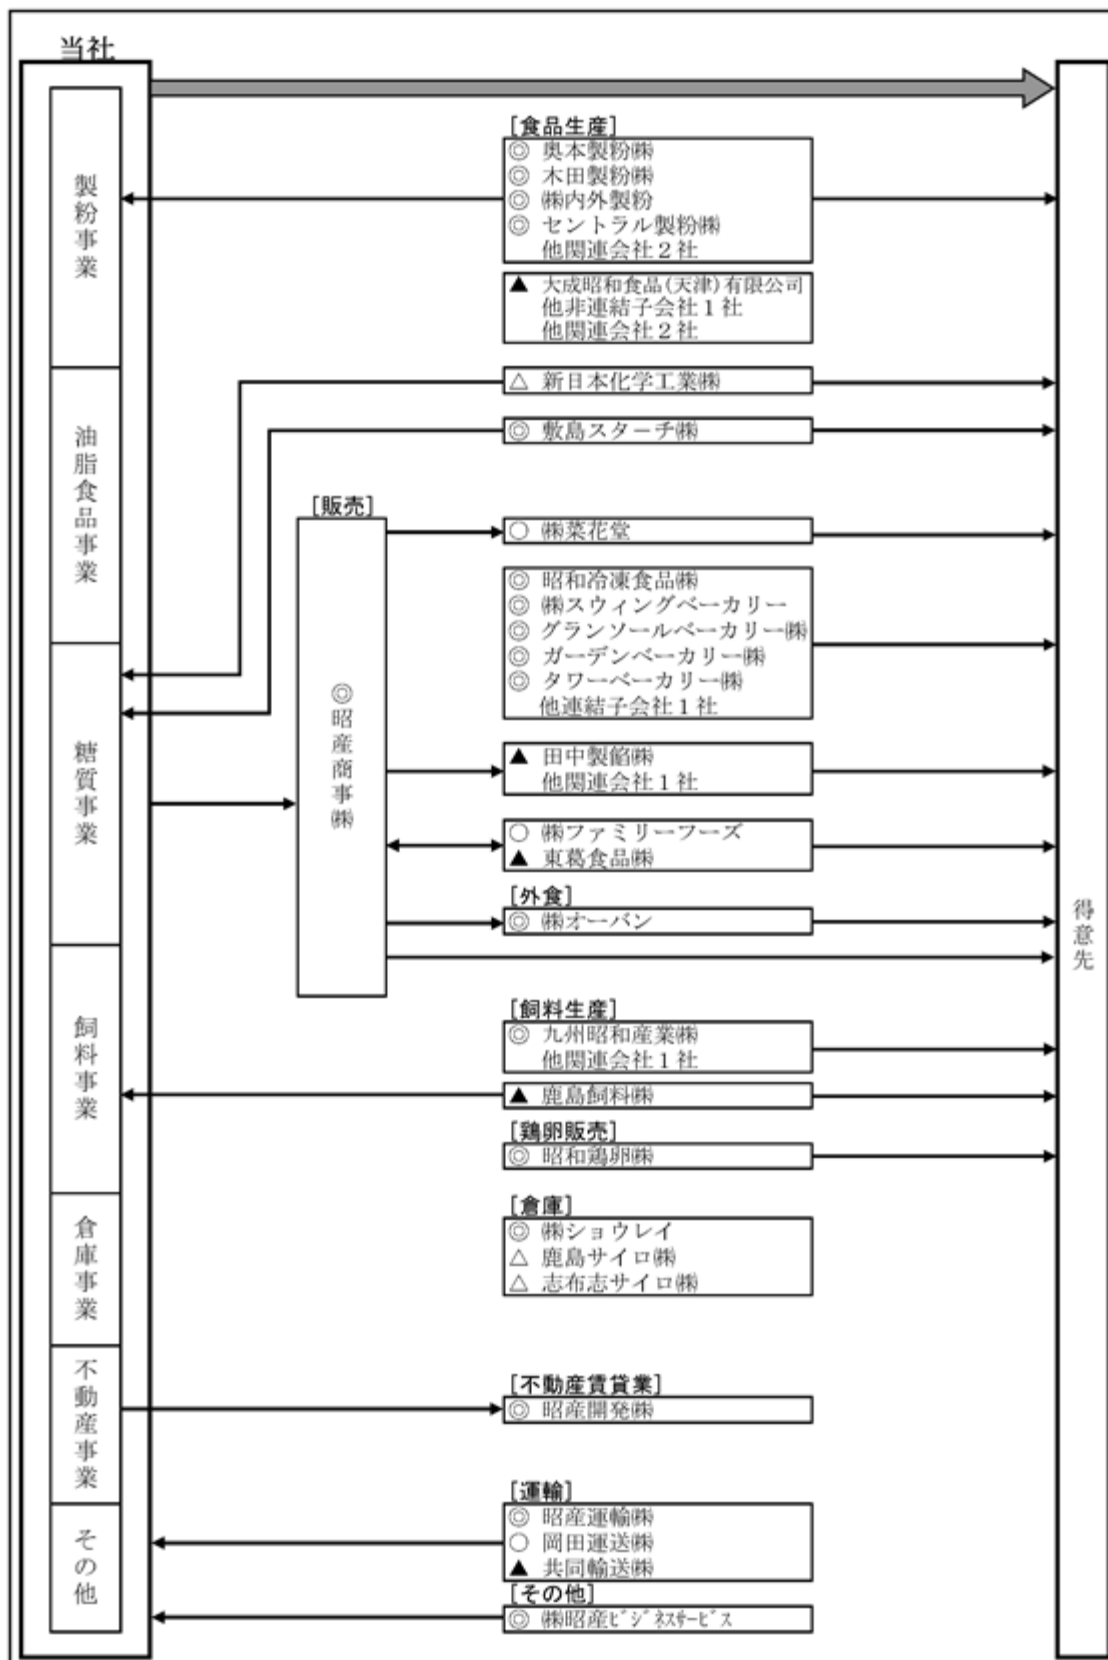 当社
製粉事業
油脂食品事業
糖質事業
飼料事業
倉庫事業
不動産事業
その他
[販売]
◎昭産商事㈱
[食品生産]
◎ 奥本製粉㈱
◎ 木田製粉㈱
◎ ㈱内外製粉
◎ セントラル製粉㈱
他関連会社２社
▲ 大成昭和食品(天津)有限公司
他非連結子会社１社
他関連会社２社
△ 新日本化学工業㈱
◎ 敷島スターチ㈱
○ ㈱菜花堂
◎ 昭和冷凍食品㈱
◎ ㈱スウィングベーカリー
◎ グランソールベーカリー㈱
◎ ガーデンベーカリー㈱
◎ タワーベーカリー㈱
他連結子会社１社
▲ 田中製餡㈱
他関連会社１社
○ ㈱ファミリーフーズ
▲ 東葛食品㈱
[外食]
◎ ㈱オーバン
[飼料生産]
◎ 九州昭和産業㈱
他関連会社１社
▲ 鹿島飼料㈱
[鶏卵販売]
◎ 昭和鶏卵㈱
[倉庫]
◎ ㈱ショウレイ
△ 鹿島サイロ㈱
△ 志布志サイロ㈱
[不動産賃貸業]
◎ 昭産開発㈱
[運輸]
◎ 昭産運輸㈱
○ 岡田運送㈱
▲ 共同輸送㈱
[その他]
◎ ㈱昭産ﾋﾞｼﾞﾈｽｻｰﾋﾞｽ
得意先